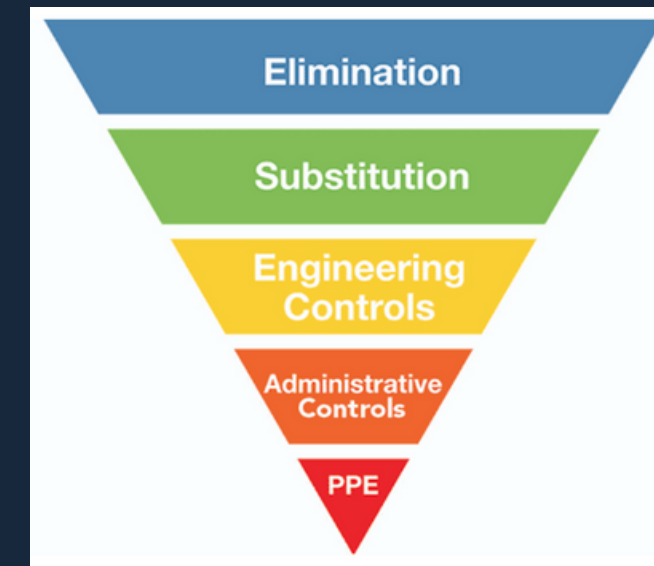 Elimination
Substitution
Engineering
Controls
Administrative
Controls
PPE